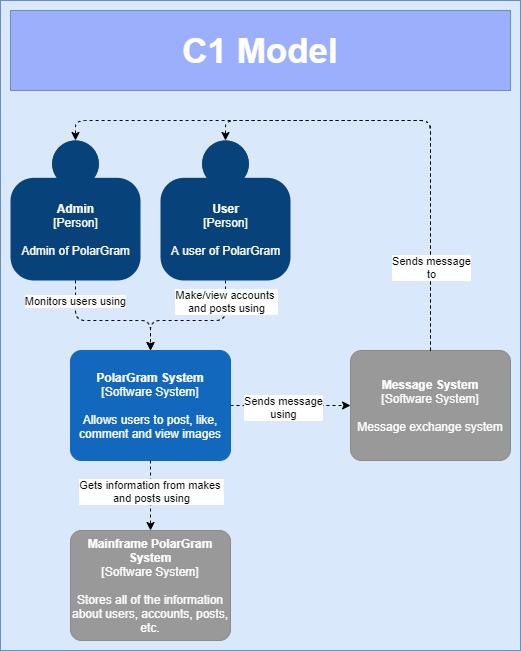 C1 Model
Admin
[Person]
Admin of PolarGram
User
[Person]
A user of PolarGram
Sends message
to
Monitors users using
Make/view accounts
and posts using
PolarGram System
[Software System]
Allows users to post, like,
comment and view images
Sends message
using
Message System
[Software System]
Message exchange system
Gets information from makes
and posts using
Mainframe PolarGram
System
[Software System]
Stores all of the information
about users, accounts, posts,
etc.